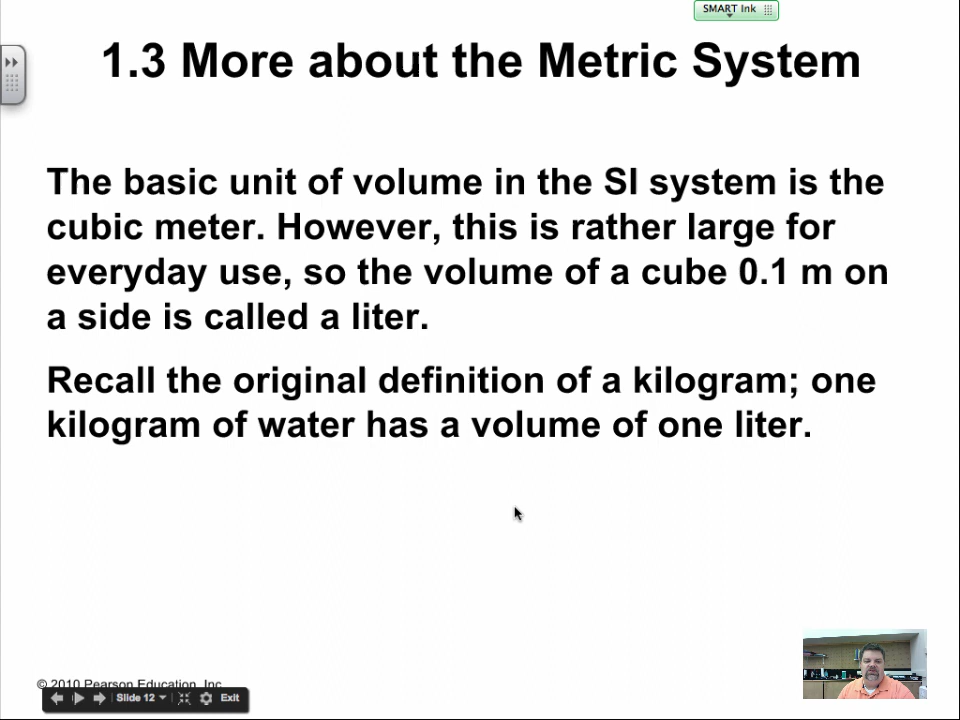 SMART Ink
1.3 More about the Metric System
The basic unit of volume in the SI system is the
cubic meter. However, this is rather large for
everyday use, so the volume of a cube 0.1 m on
a side is called a liter.
Recall the original definition of a kilogram; one
kilogram of water has a volume of one liter.
© 2010 Pearson Education, Inc
Slide 12
Exit